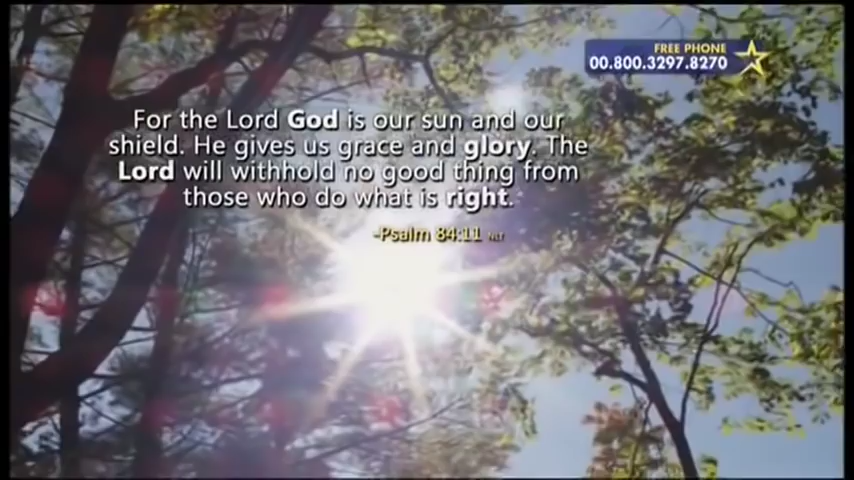 FREE PHONE
00.800.3297.8270
For the Lord God is our sun and our
shield. He gives us grace and glory. The
Lord will withhold no good thing from
those who do what is right.
-Psalm 84:11 NLT